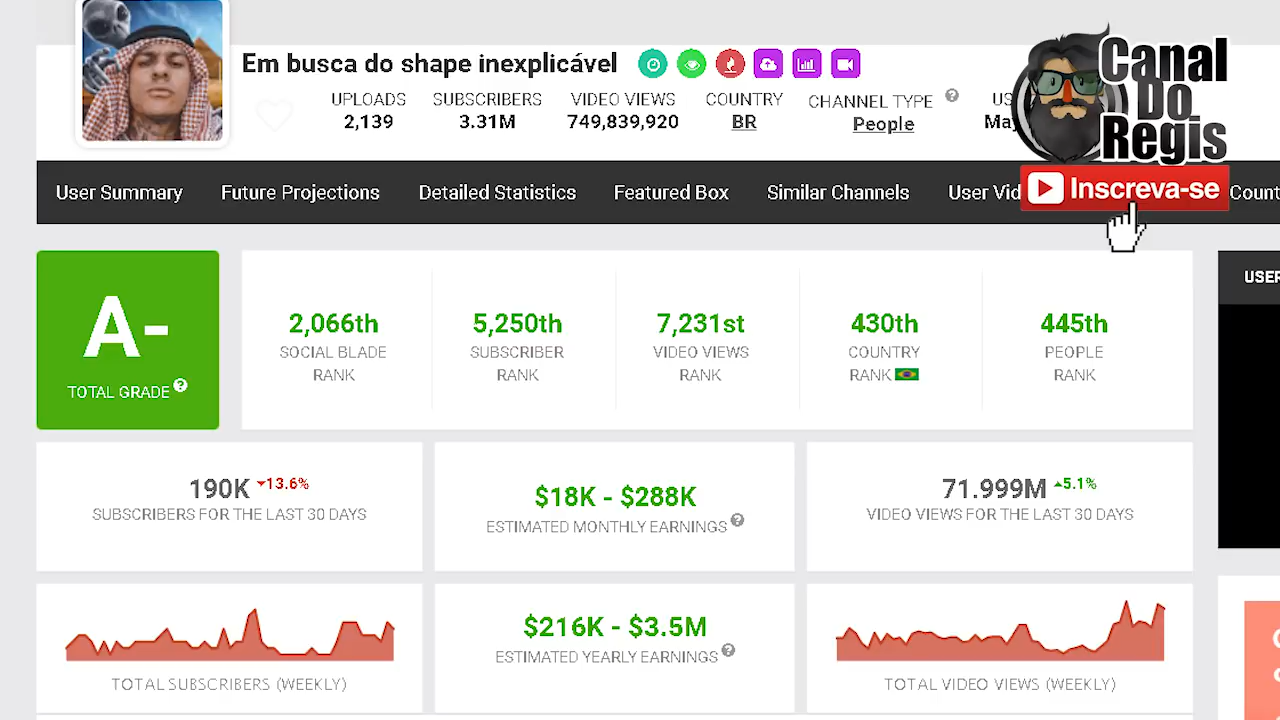 Em busca do shape inexplicável
UPLOADS
2,139
SUBSCRIBERS
3.31M
VIDEO VIEWS
749,839,920
COUNTRY
BR
CHANNEL TYPE
People
Canal
Do
Regis
Inscreva-se
User Summary
Future Projections
Detailed Statistics
Featured Box
Similar Channels
User Vid
Count
A-
TOTAL GRADE
2,066th
SOCIAL BLADE
RANK
5,250th
SUBSCRIBER
RANK
7,231st
VIDEO VIEWS
RANK
430th
COUNTRY
RANK
445th
PEOPLE
RANK
USER
190K 13.6%
SUBSCRIBERS FOR THE LAST 30 DAYS
$18K - $288K
ESTIMATED MONTHLY EARNINGS
71.999M 5.1%
VIDEO VIEWS FOR THE LAST 30 DAYS
TOTAL SUBSCRIBERS (WEEKLY)
$216K - $3.5M
ESTIMATED YEARLY EARNINGS
TOTAL VIDEO VIEWS (WEEKLY)